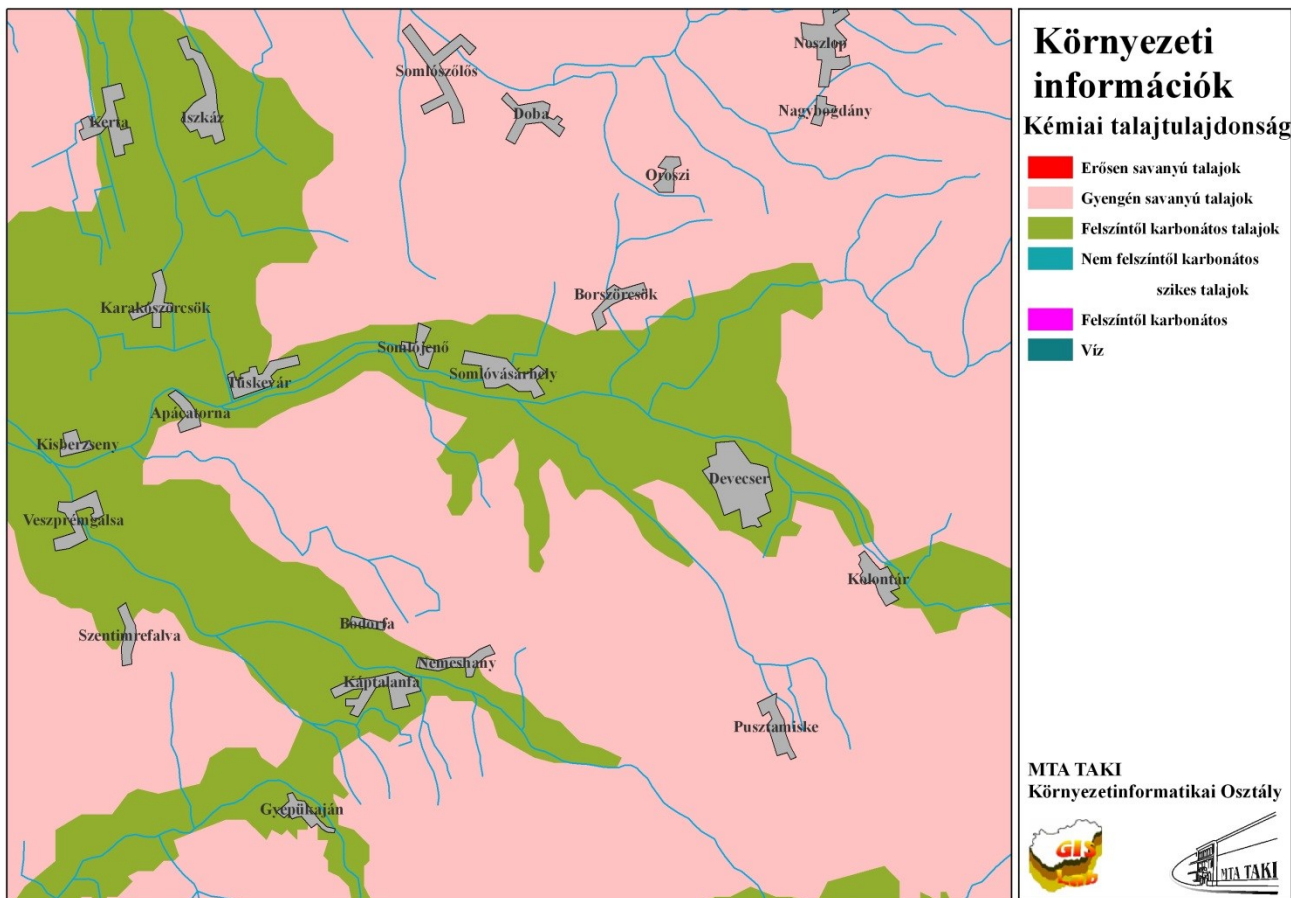 Noszlop
Somlószőlős
Doba
Nagybogdány
Kerta
Iszkáz
Oroszi
Karakószörcsök
Borszörcsök
Somlójenő
Somlóvásárhely
Tüskevár
Apácatorna
Kisberzseny
Devecser
Veszprémgalsa
Kolontár
Szentimrefalva
Bodorfa
Nemeshany
Káptalanfa
Pusztamiske
Gyepükaján
Környezeti
információk
Kémiai talajtulajdonság
Erősen savanyú talajok
Gyengén savanyú talajok
Felszíntől karbonátos talajok
Nem felszíntől karbonátos
szikes talajok
Felszíntől karbonátos
Víz
MTA TAKI
Környezetinformatikai Osztály
GIS
Lab
MTA TAKI